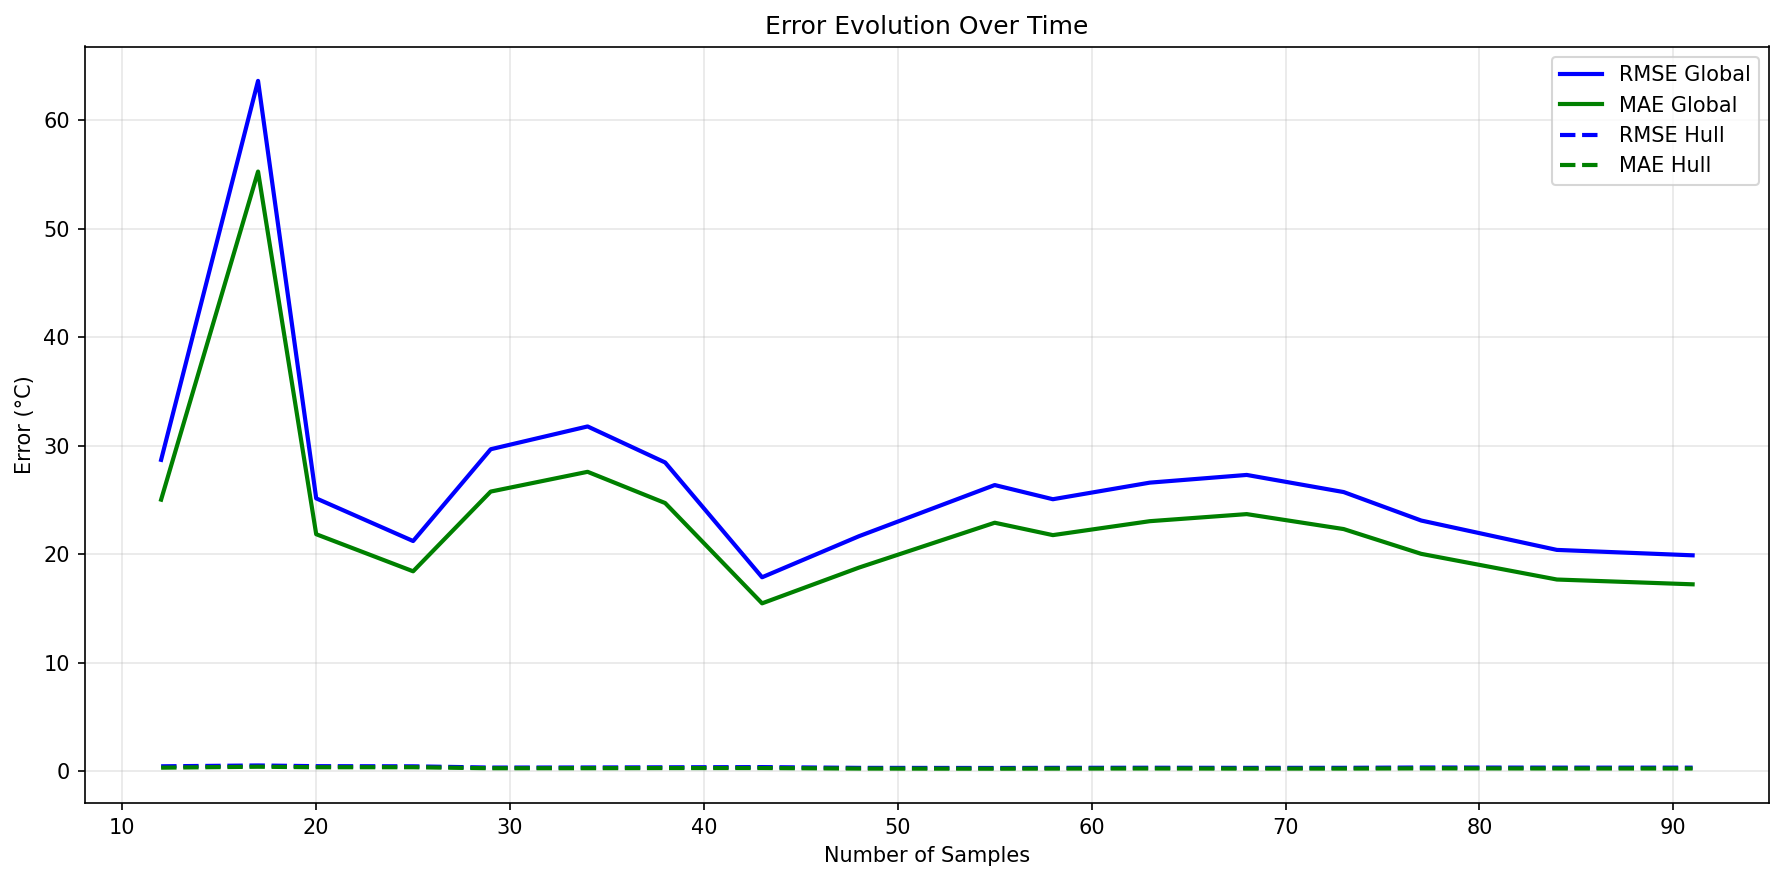 Error Evolution Over Time
RMSE Global
MAE Global
RMSE Hull
MAE Hull
Error (°C)
60
50
40
30
20
10
0
10 20 30 40 50 60 70 80 90
Number of Samples